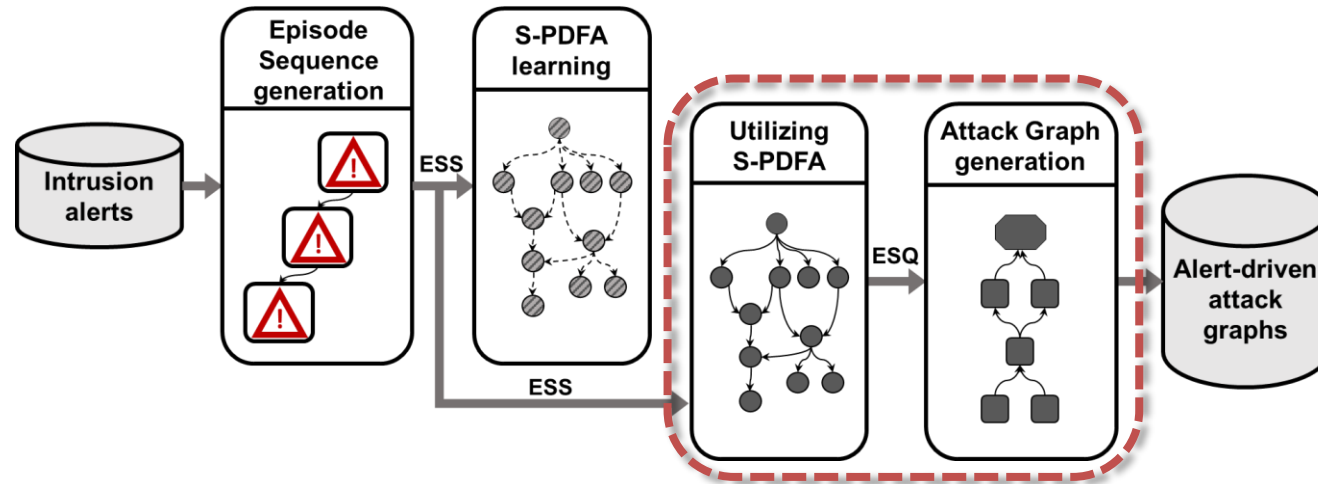 Intrusion
alerts
Episode
Sequence
generation
!
!
!
ESS
ESS
S-PDFA
learning
Utilizing
S-PDFA
ESQ
Attack Graph
generation
Alert-driven
attack
graphs